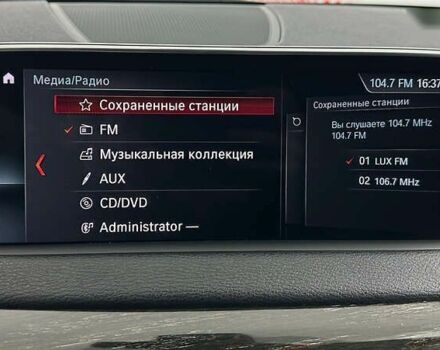 Медиа/Радио
Сохраненные станции
FM
Музыкальная коллекция
AUX
CD/DVD
Administrator —
104.7 FM 16:37
Сохраненные станции
Вы слушаете 104.7 MHz
104.7 FM
01 LUX FM
02 106.7 MHz